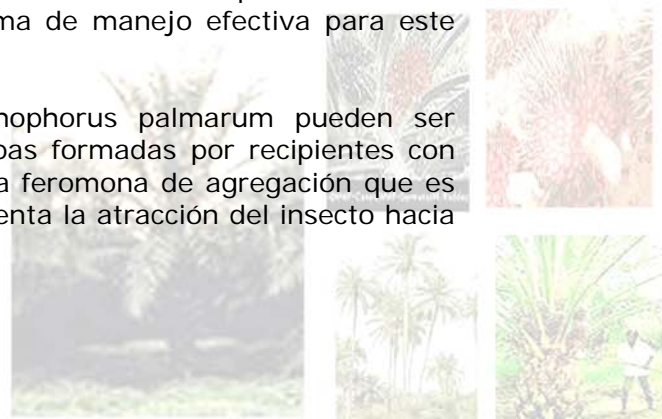 ma de manejo efectiva para este
nophorus palmarum pueden ser
pas formadas por recipientes con
a feromona de agregación que es
enta la atracción del insecto hacia